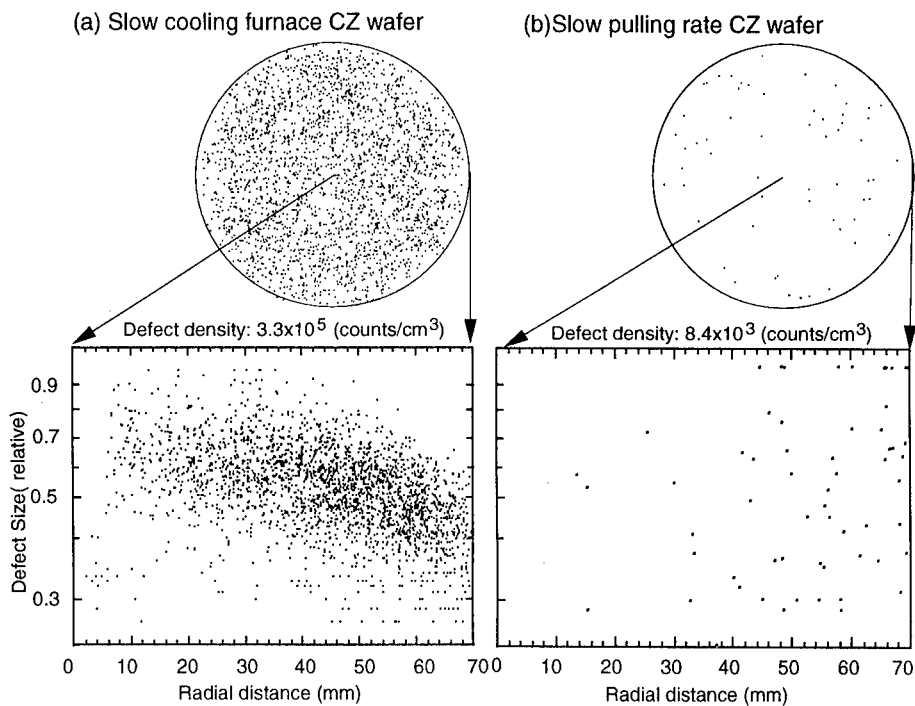 (a) Slow cooling furnace CZ wafer
(b)Slow pulling rate CZ wafer
Defect density: 3.3x10⁵ (counts/cm³)
Defect density: 8.4x10³ (counts/cm³)
Defect Size( relative)
0.9
0.7
0.5
0.3
0 10 20 30 40 50 60 70
0 10 20 30 40 50 60 70
Radial distance (mm)
Radial distance (mm)